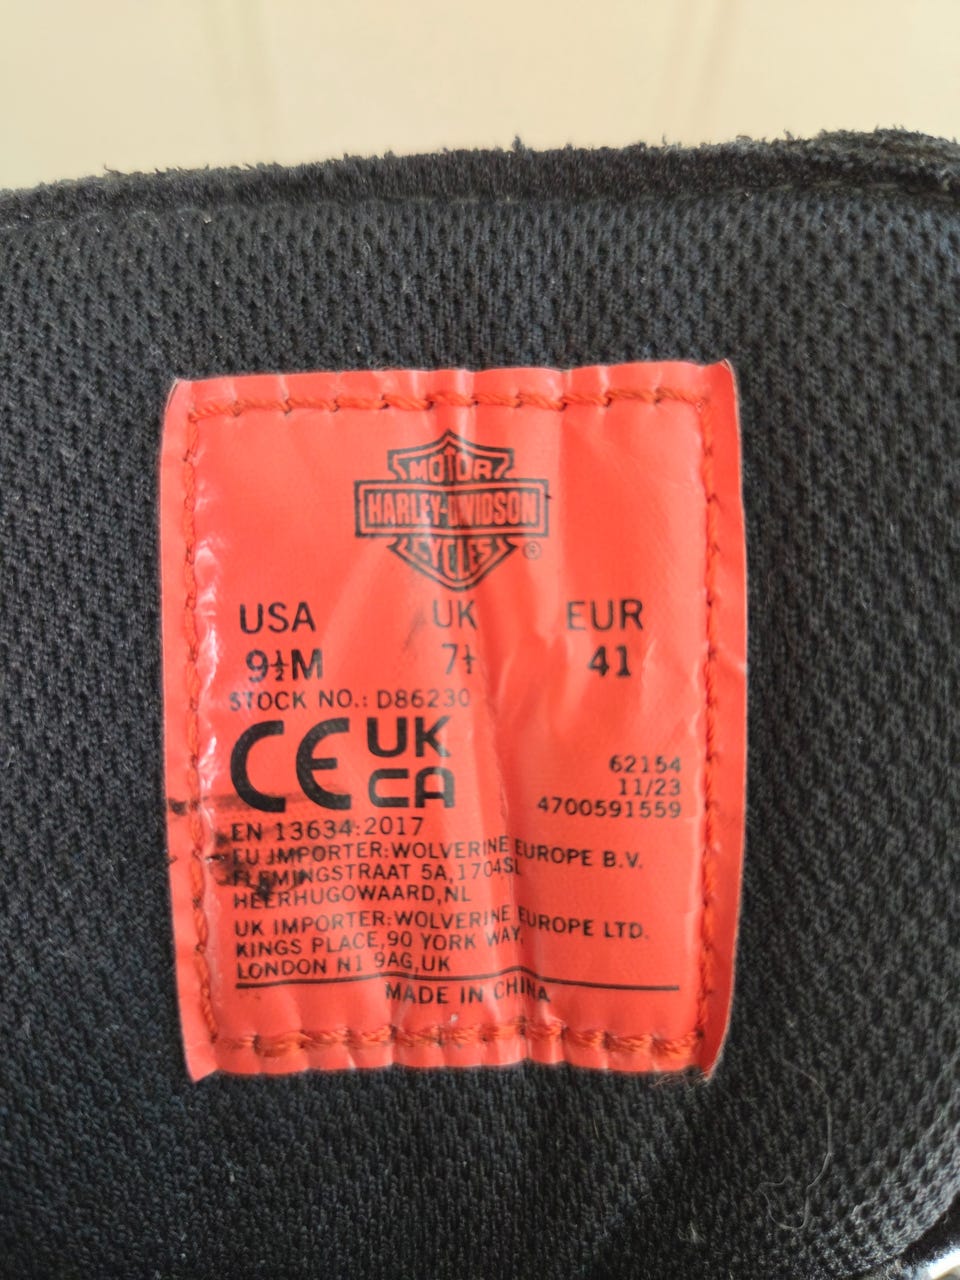 MOTOR
HARLEY-DAVIDSON
CYCLES ®
USA UK EUR
9½M 7½ 41
STOCK NO.: D86230
CE UK
CA
62154
11/23
4700591559
EN 13634:2017
EU IMPORTER:WOLVERINE EUROPE B.V.
FLEMINGSTRAAT 5A,1704SL
HEERHUGOWAARD,NL
UK IMPORTER:WOLVERINE EUROPE LTD.
KINGS PLACE,90 YORK WAY,
LONDON N1 9AG,UK
MADE IN CHINA